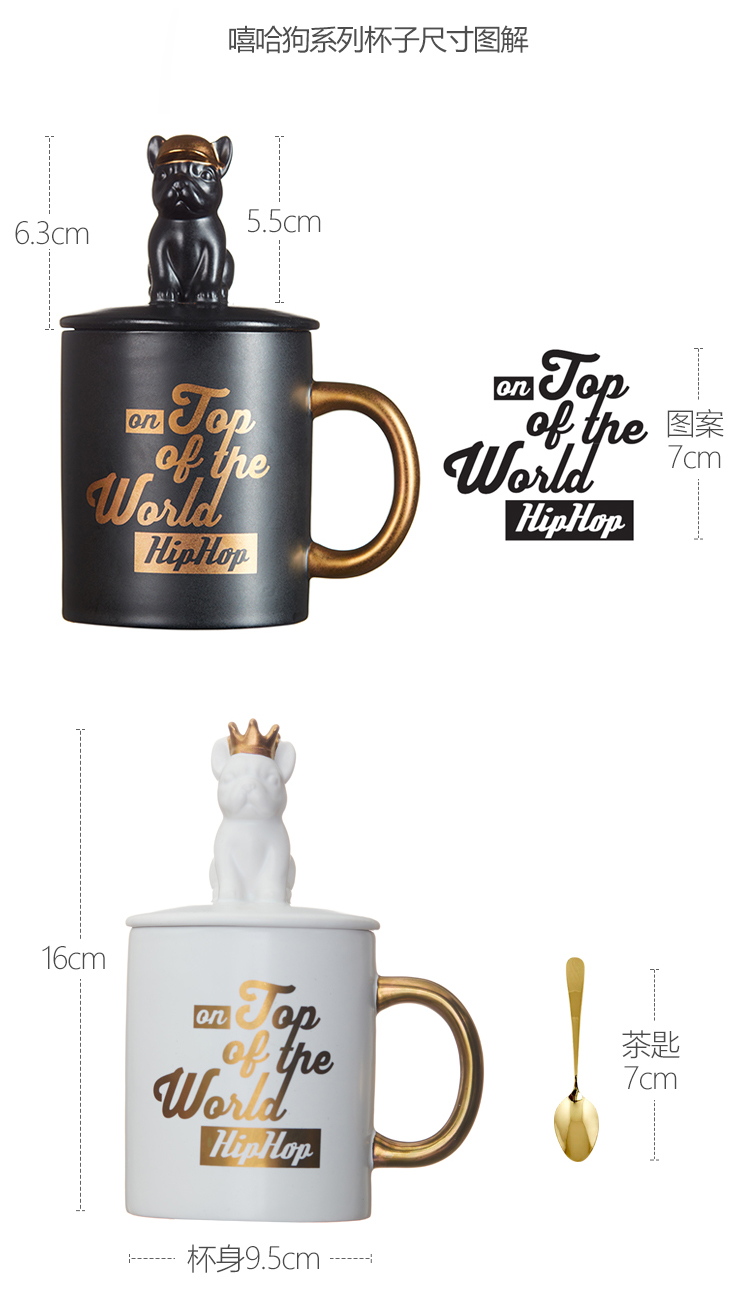 嘻哈狗系列杯子尺寸图解
6.3cm
5.5cm
on Top
of the
World
HipHop
on Top
of the
World
HipHop
图案
7cm
16cm
on Top
of the
World
HipHop
茶匙
7cm
杯身9.5cm